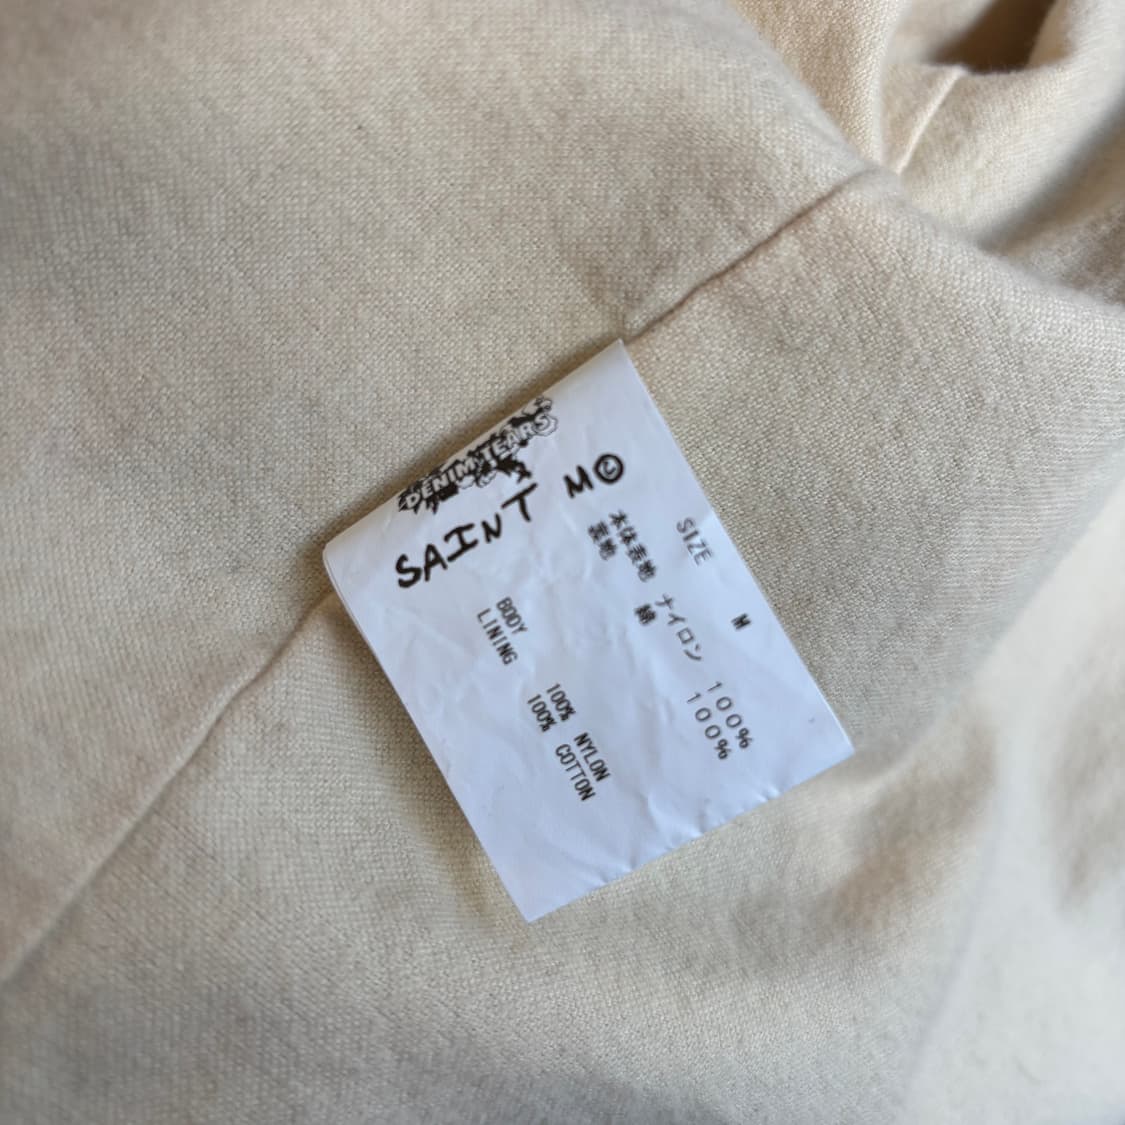 DENIM TEARS
SAINT M©
SIZE M
本体表地 ナイロン 100%
裏地 綿 100%
BODY 100% NYLON
LINING 100% COTTON